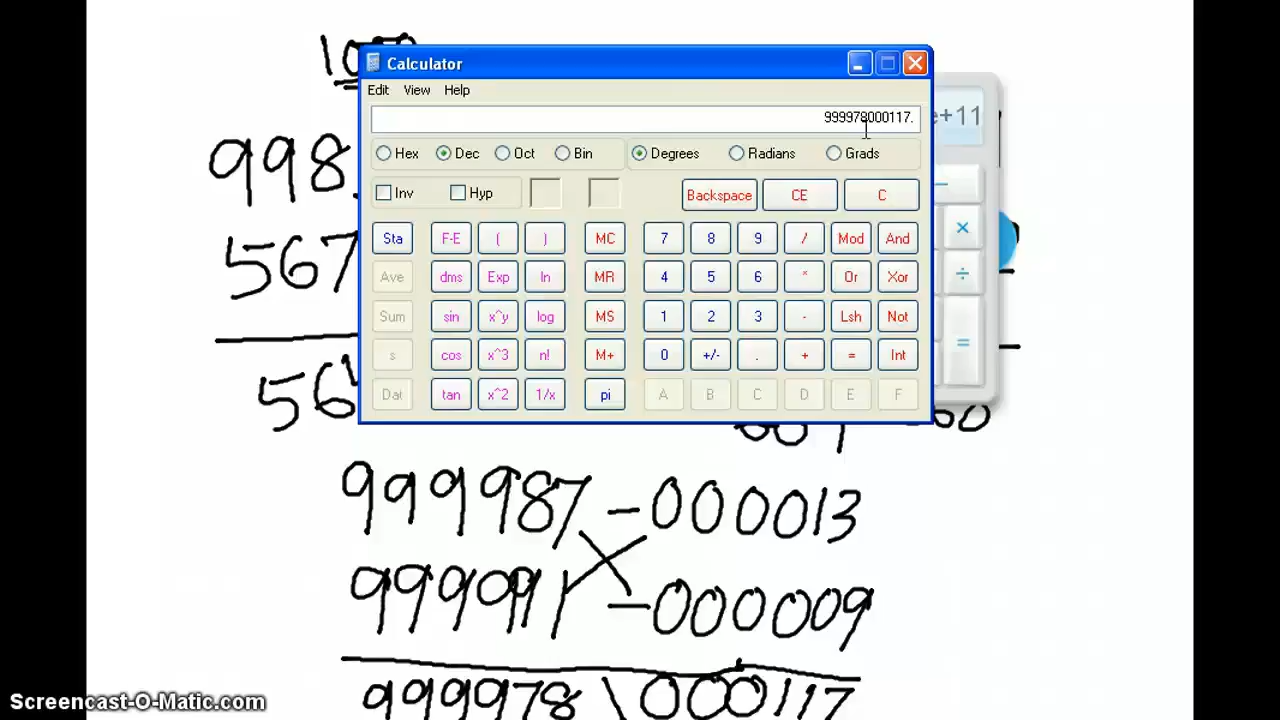 Calculator
Edit View Help
999978000117.
e+11
Hex Dec Oct Bin Degrees Radians Grads
998.
Inv Hyp Backspace CE C
−
567
Sta F-E ( ) MC 7 8 9 / Mod And
×
Ave dms Exp ln MR 4 5 6 * Or Xor
÷
Sum sin x^y log MS 1 2 3 - Lsh Not
=
s cos x^3 n! M+ 0 +/- . + = Int
Dat tan x^2 1/x pi A B C D E F
56
999987 -000013
999991 -000009
999978 \ 000117
Screencast-O-Matic.com